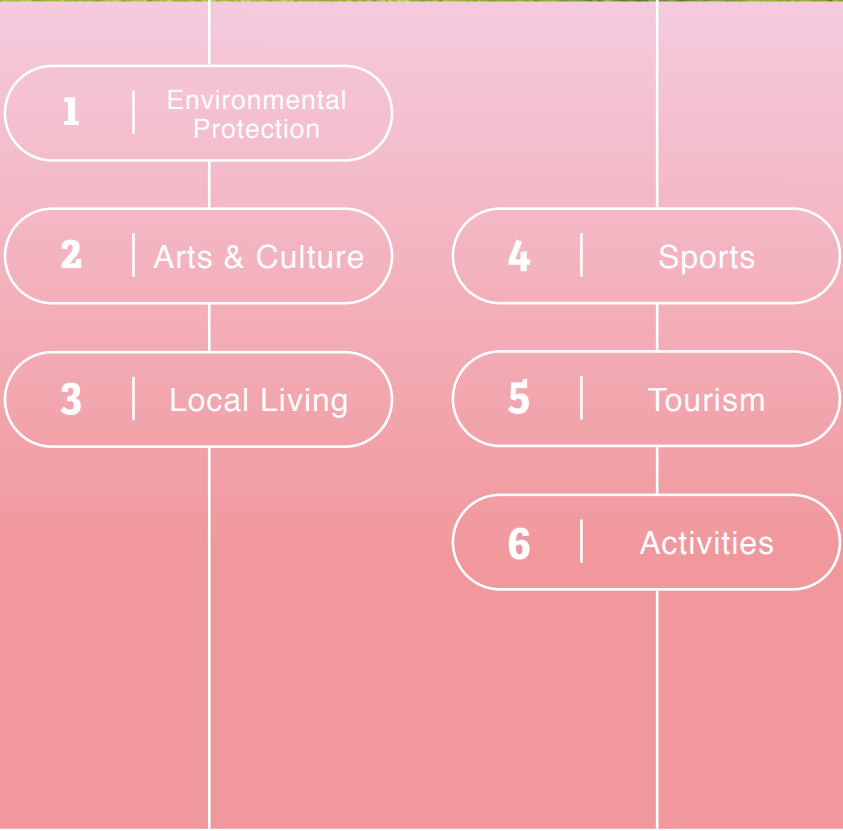 1 Environmental
Protection
2 Arts & Culture
3 Local Living
4 Sports
5 Tourism
6 Activities